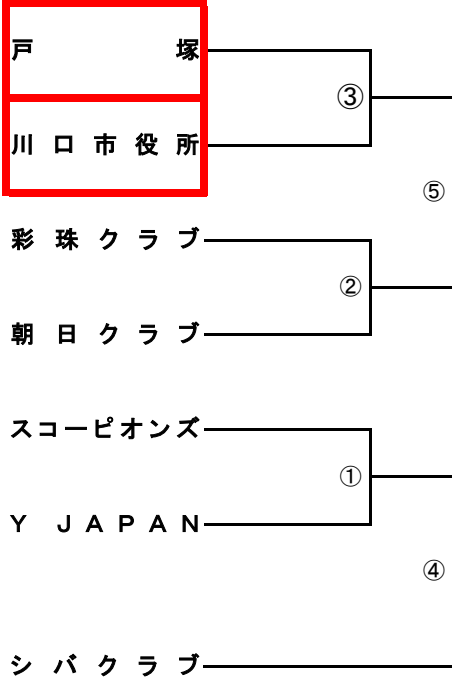 戸塚
③
川口市役所
⑤
彩珠クラブ
②
朝日クラブ
スコーピオンズ
①
Y JAPAN
④
シバクラブ